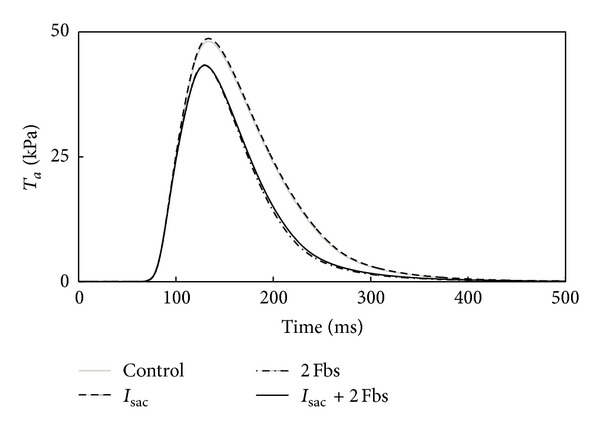 50
25
0
Tₐ (kPa)
0 100 200 300 400 500
Time (ms)
Control 2 Fbs
I_sac I_sac + 2 Fbs